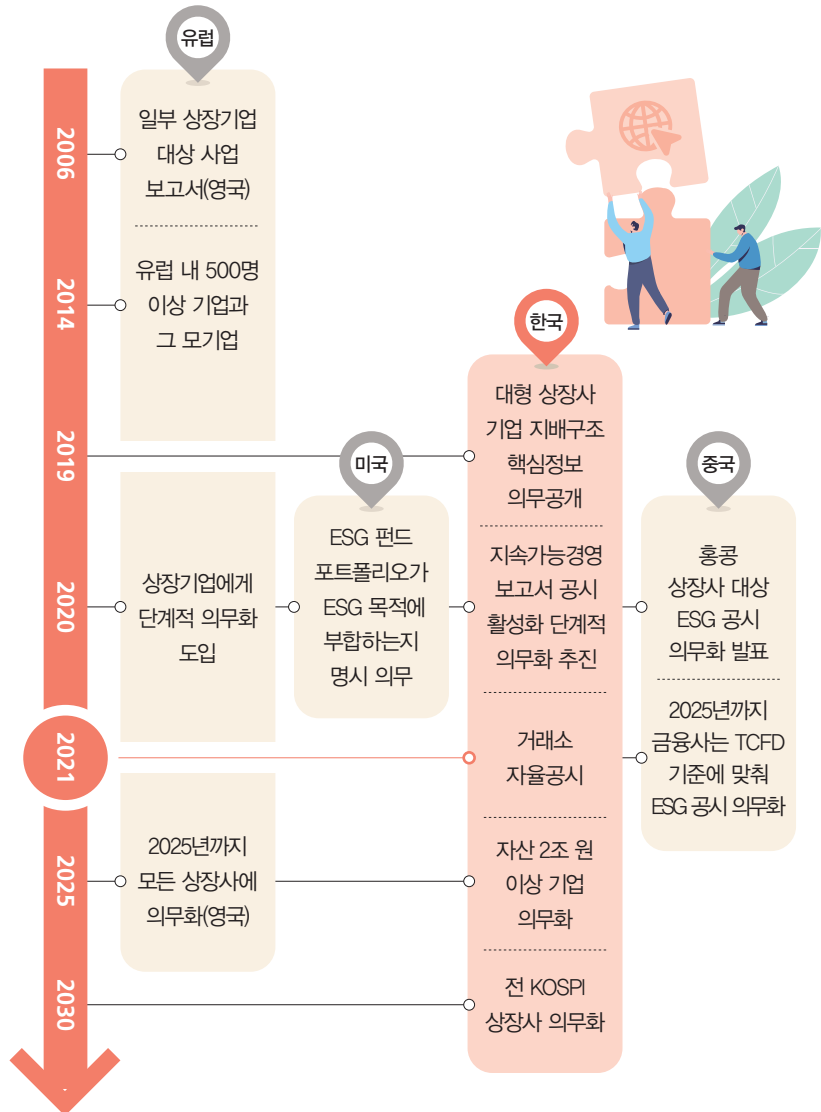 유럽
2006
일부 상장기업
대상 사업
보고서(영국)
2014
유럽 내 500명
이상 기업과
그 모기업
한국
2019
대형 상장사
기업 지배구조
핵심정보
의무공개
미국
중국
2020
상장기업에게
단계적 의무화
도입
ESG 펀드
포트폴리오가
ESG 목적에
부합하는지
명시 의무
지속가능경영
보고서 공시
활성화 단계적
의무화 추진
홍콩
상장사 대상
ESG 공시
의무화 발표
2021
거래소
자율공시
2025년까지
금융사는 TCFD
기준에 맞춰
ESG 공시 의무화
2025
2025년까지
모든 상장사에
의무화(영국)
자산 2조 원
이상 기업
의무화
2030
전 KOSPI
상장사 의무화